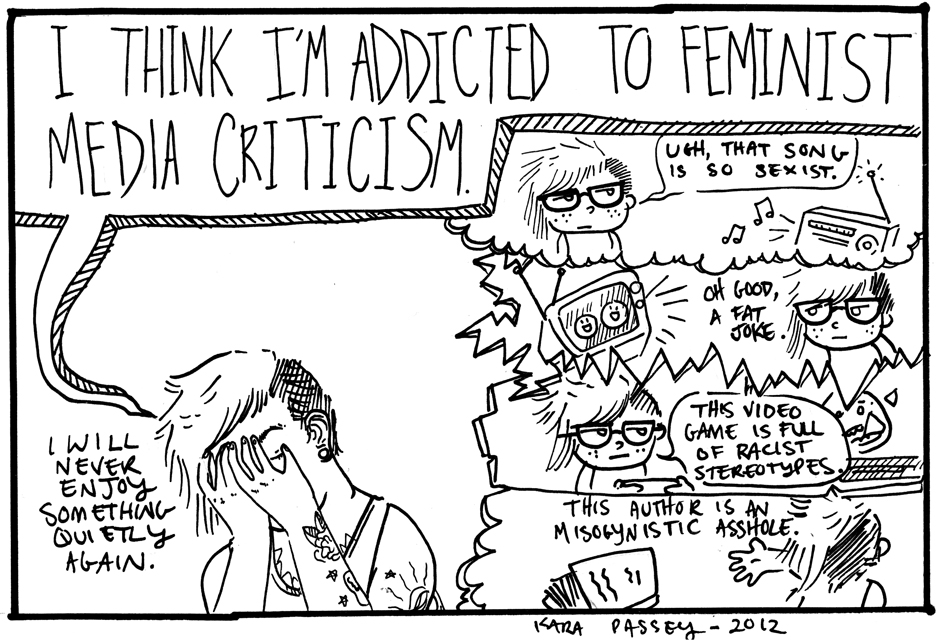 I THINK I'M ADDICTED TO FEMINIST
MEDIA CRITICISM.
UGH, THAT SONG
IS SO SEXIST.
OH GOOD,
A FAT
JOKE.
THIS VIDEO
GAME IS FULL
OF RACIST
STEREOTYPES.
THIS AUTHOR IS AN
MISOGYNISTIC ASSHOLE.
I WILL
NEVER
ENJOY
SOMETHING
QUIETLY
AGAIN.
KARA PASSEY - 2012